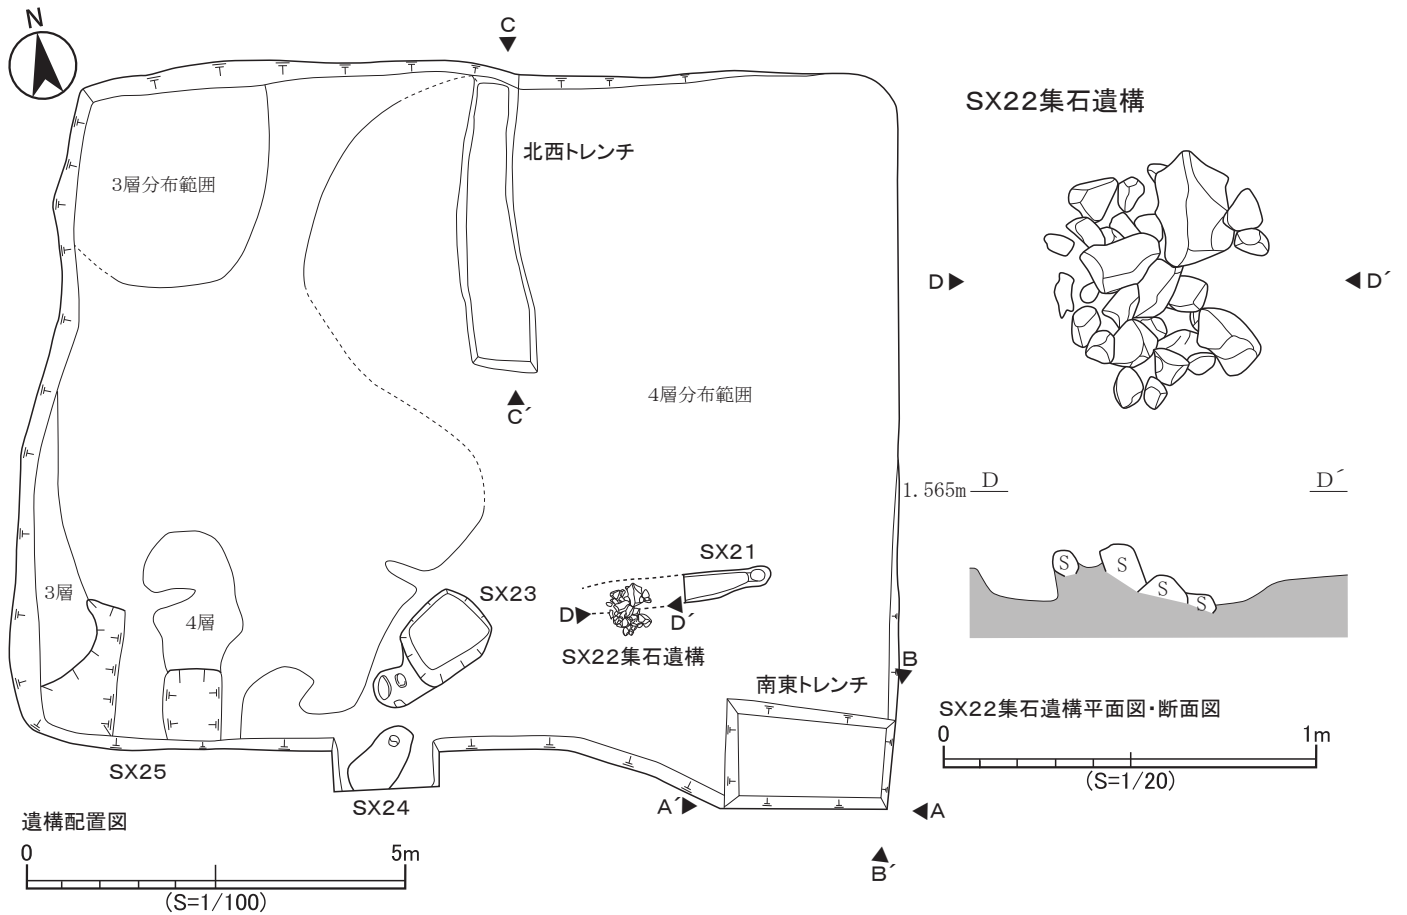 N
C
北西トレンチ
3層分布範囲
C´
4層分布範囲
3層
4層
SX23
SX21
D
D´
SX22集石遺構
南東トレンチ
B
SX25
SX24
A´
A
B´
遺構配置図
0
5m
(S=1/100)
SX22集石遺構
D
D´
1.565m
D
D´
S
S
S
S
SX22集石遺構平面図・断面図
0
1m
(S=1/20)